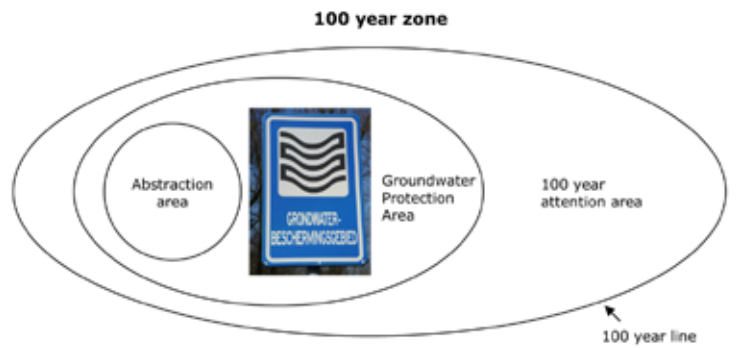 100 year zone
Abstraction
area
GRONDWATER-
BESCHERMINGSGEBIED
Groundwater
Protection
Area
100 year
attention area
100 year line